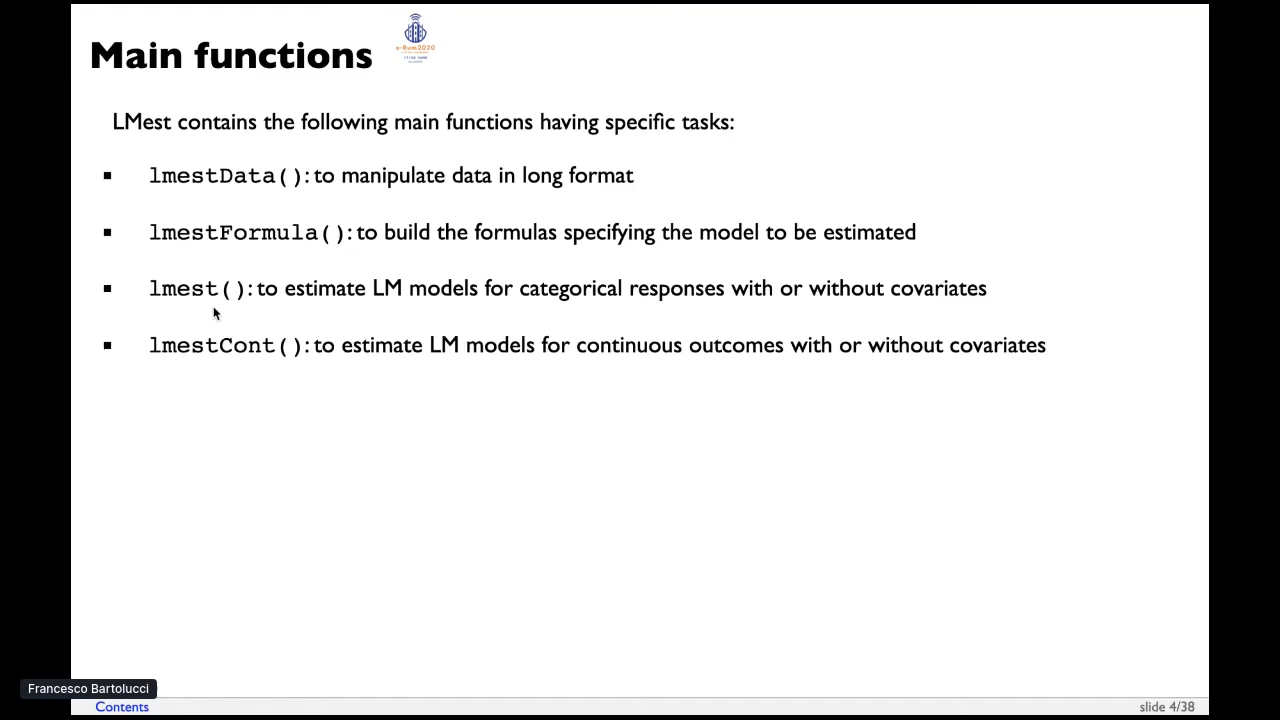 Main functions
e-Rum2020
LMest contains the following main functions having specific tasks:
▪ lmestData(): to manipulate data in long format
▪ lmestFormula(): to build the formulas specifying the model to be estimated
▪ lmest(): to estimate LM models for categorical responses with or without covariates
▪ lmestCont(): to estimate LM models for continuous outcomes with or without covariates
Francesco Bartolucci
Contents
slide 4/38